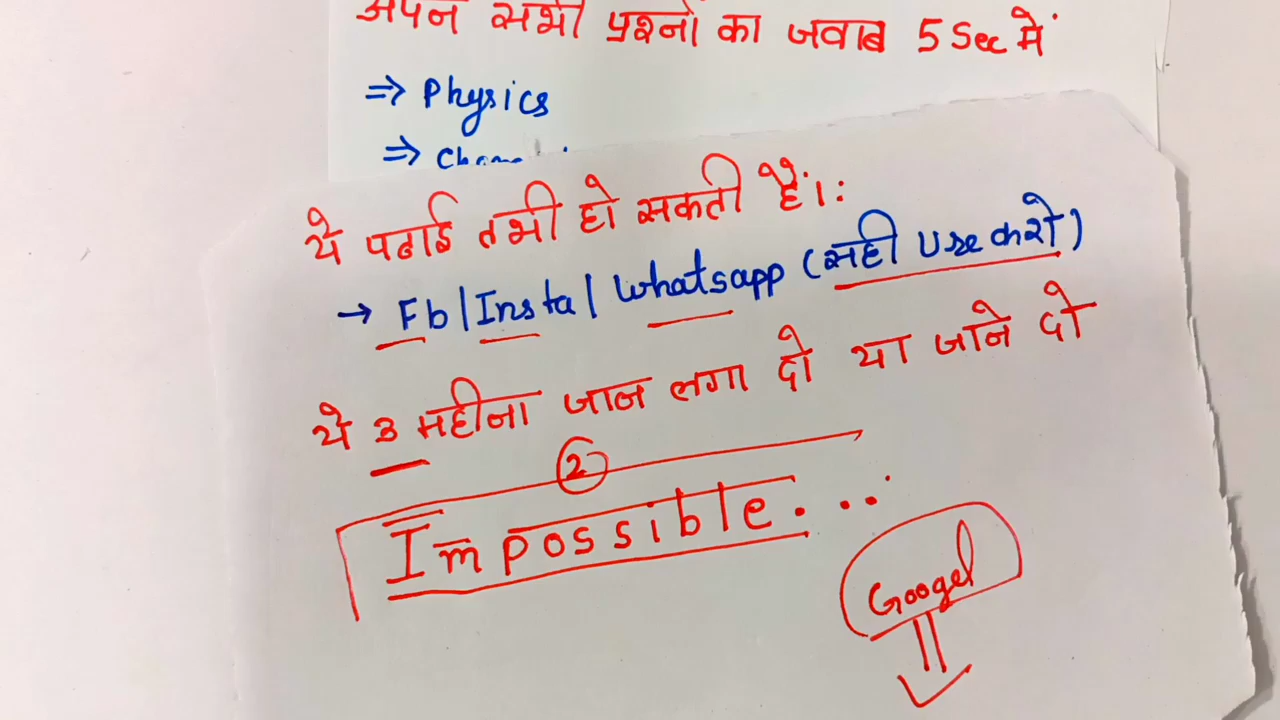 अपने सभी प्रश्नों का जवाब 5 Sec में
⇒ Physics
⇒
ये पढाई तभी हो सकती हैं।:
→ Fb/Insta/Whatsapp (सही Use करो)
ये 3 महीना जान लगा दो या जाने दो
②
Impossible...
Googel